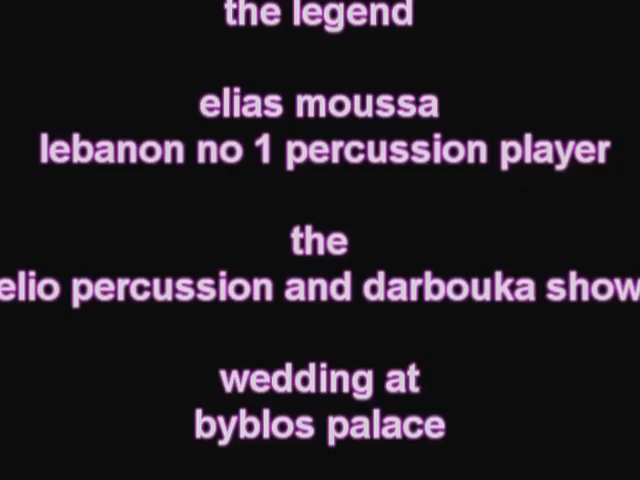 the legend
elias moussa
lebanon no 1 percussion player
the
elio percussion and darbouka show
wedding at
byblos palace